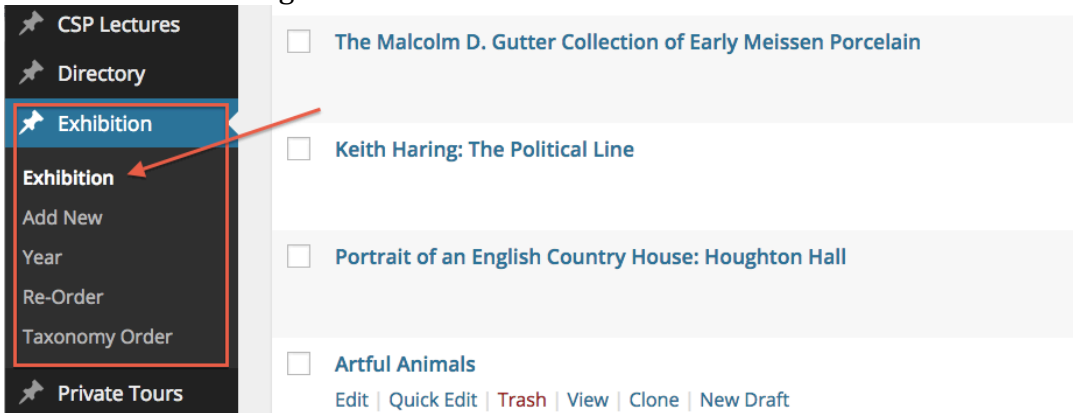 CSP Lectures
Directory
Exhibition
Exhibition
Add New
Year
Re-Order
Taxonomy Order
Private Tours
The Malcolm D. Gutter Collection of Early Meissen Porcelain
Keith Haring: The Political Line
Portrait of an English Country House: Houghton Hall
Artful Animals
Edit | Quick Edit | Trash | View | Clone | New Draft